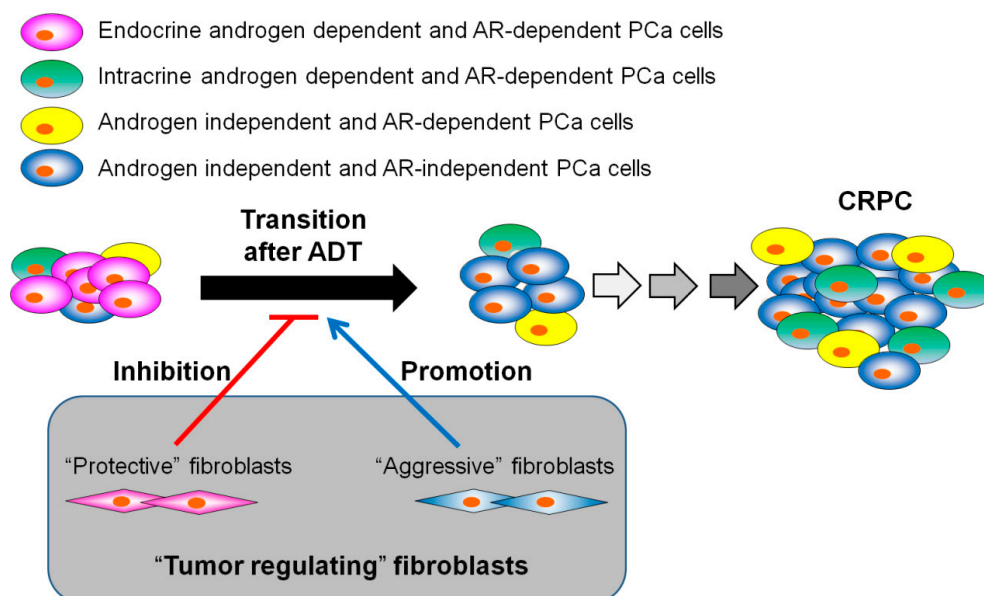 Endocrine androgen dependent and AR-dependent PCa cells
Intracrine androgen dependent and AR-dependent PCa cells
Androgen independent and AR-dependent PCa cells
Androgen independent and AR-independent PCa cells
Transition
after ADT
CRPC
Inhibition
Promotion
“Protective” fibroblasts
“Aggressive” fibroblasts
“Tumor regulating” fibroblasts